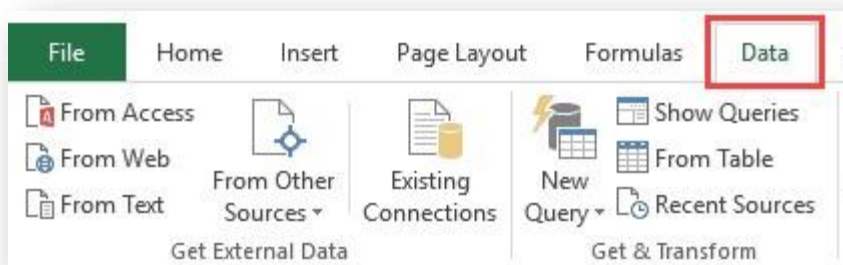 File Home Insert Page Layout Formulas Data
From Access
From Web
From Text
From Other
Sources
Existing
Connections
New
Query
Show Queries
From Table
Recent Sources
Get External Data
Get & Transform